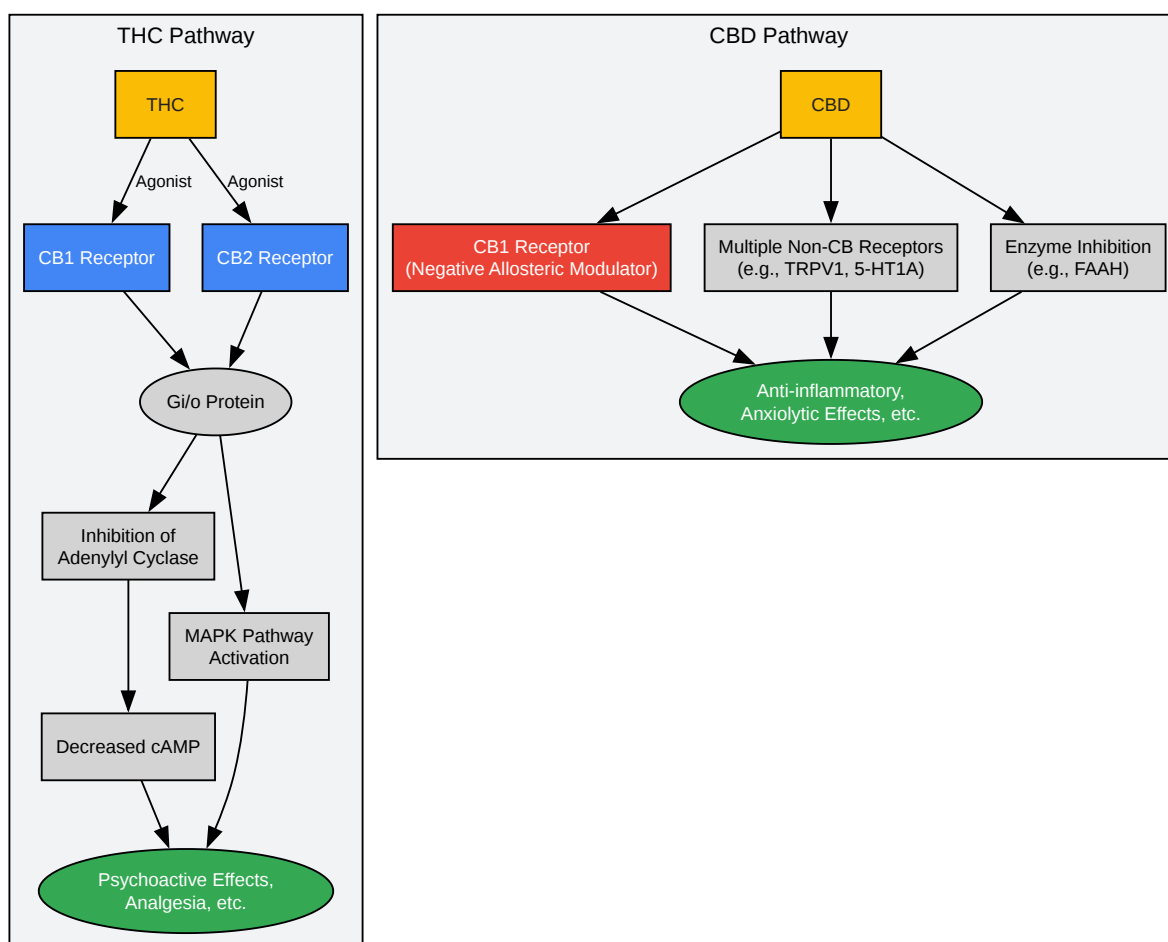 THC Pathway
THC
Agonist
Agonist
CB1 Receptor
CB2 Receptor
Gi/o Protein
Inhibition of
Adenylyl Cyclase
MAPK Pathway
Activation
Decreased cAMP
Psychoactive Effects,
Analgesia, etc.
CBD Pathway
CBD
CB1 Receptor
(Negative Allosteric Modulator)
Multiple Non-CB Receptors
(e.g., TRPV1, 5-HT1A)
Enzyme Inhibition
(e.g., FAAH)
Anti-inflammatory,
Anxiolytic Effects, etc.